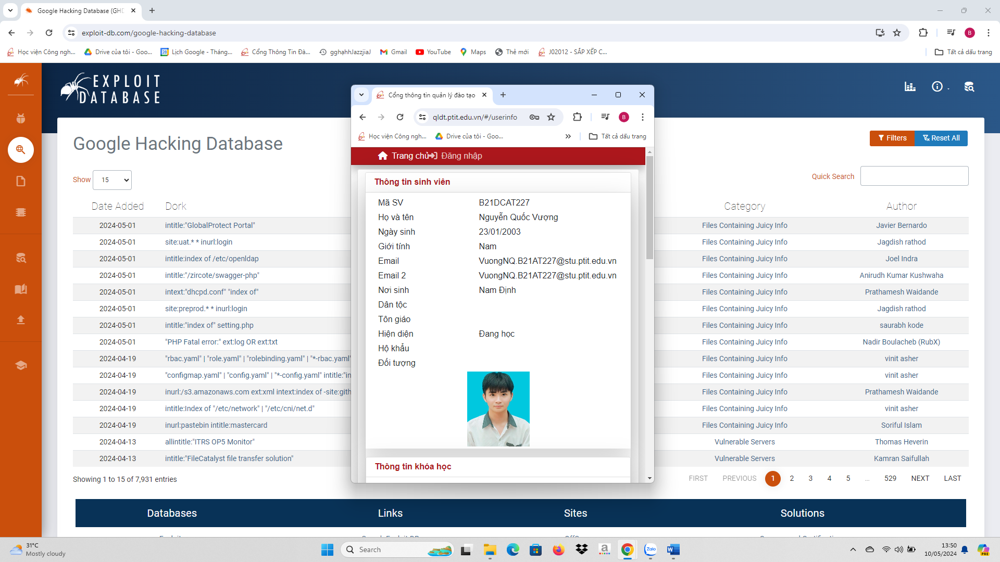 Google Hacking Database (GHD
exploit-db.com/google-hacking-database
B
Học viện Công ngh...
Drive của tôi - Goo...
28
Lịch Google - Tháng...
Cổng Thông Tin Đà...
gghạhhJazzjiaJ
Gmail
YouTube
Maps
Thẻ mới
J02012 - SẮP XẾP C...
Tất cả dấu trang
EXPLOIT
DATABASE
Google Hacking Database
Filters
Reset All
Show
15
Quick Search
Date Added Dork Category Author
2024-05-01 intitle:"GlobalProtect Portal" Files Containing Juicy Info Javier Bernardo
2024-05-01 site:uat.* * inurl:login Files Containing Juicy Info Jagdish rathod
2024-05-01 intitle:index of /etc/openldap Files Containing Juicy Info Joel Indra
2024-05-01 intitle:"/zircote/swagger-php" Files Containing Juicy Info Anirudh Kumar Kushwaha
2024-05-01 intext:"dhcpd.conf" "index of" Files Containing Juicy Info Prathamesh Waidande
2024-05-01 site:preprod.* * inurl:login Files Containing Juicy Info Jagdish rathod
2024-05-01 intitle:"index of" setting.php Files Containing Juicy Info saurabh kode
2024-05-01 "PHP Fatal error:" ext:log OR ext:txt Files Containing Juicy Info Nadir Boulacheb (RubX)
2024-04-19 "rbac.yaml" | "role.yaml" | "rolebinding.yaml" | "*-rbac.yaml" Files Containing Juicy Info vinit asher
2024-04-19 "configmap.yaml" | "config.yaml" | "*-config.yaml" intitle:"in Files Containing Juicy Info vinit asher
2024-04-19 inurl:/s3.amazonaws.com ext:xml intext:index of -site:gith Files Containing Juicy Info Prathamesh Waidande
2024-04-19 intitle:Index of "/etc/network" | "/etc/cni/net.d" Files Containing Juicy Info vinit asher
2024-04-19 inurl:pastebin intitle:mastercard Files Containing Juicy Info Soriful Islam
2024-04-13 allintitle:"ITRS OP5 Monitor" Vulnerable Servers Thomas Heverin
2024-04-13 intitle:"FileCatalyst file transfer solution" Vulnerable Servers Kamran Saifullah
Showing 1 to 15 of 7,931 entries
FIRST PREVIOUS 1 2 3 4 5 … 529 NEXT LAST
Databases Links Sites Solutions
Cổng thông tin quản lý đào tạo
qldt.ptit.edu.vn/#/userinfo
B
Học viện Công ngh...
Drive của tôi - Goo...
Tất cả dấu trang
Trang chủ
Đăng nhập
Thông tin sinh viên
Mã SV B21DCAT227
Họ và tên Nguyễn Quốc Vượng
Ngày sinh 23/01/2003
Giới tính Nam
Email VuongNQ.B21AT227@stu.ptit.edu.vn
Email 2 VuongNQ.B21AT227@stu.ptit.edu.vn
Nơi sinh Nam Định
Dân tộc
Tôn giáo
Hiện diện Đang học
Hộ khẩu
Đối tượng
Thông tin khóa học
31°C
Mostly cloudy
Search
Zalo
13:50
10/05/2024
PRE